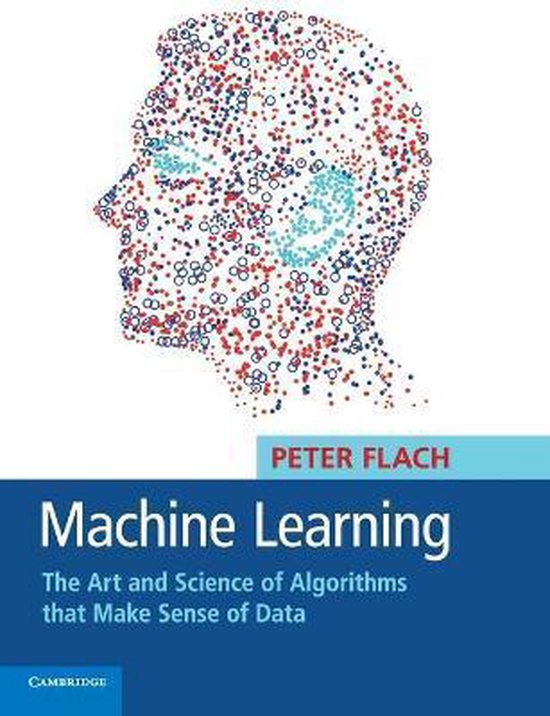 PETER FLACH
Machine Learning
The Art and Science of Algorithms
that Make Sense of Data
CAMBRIDGE